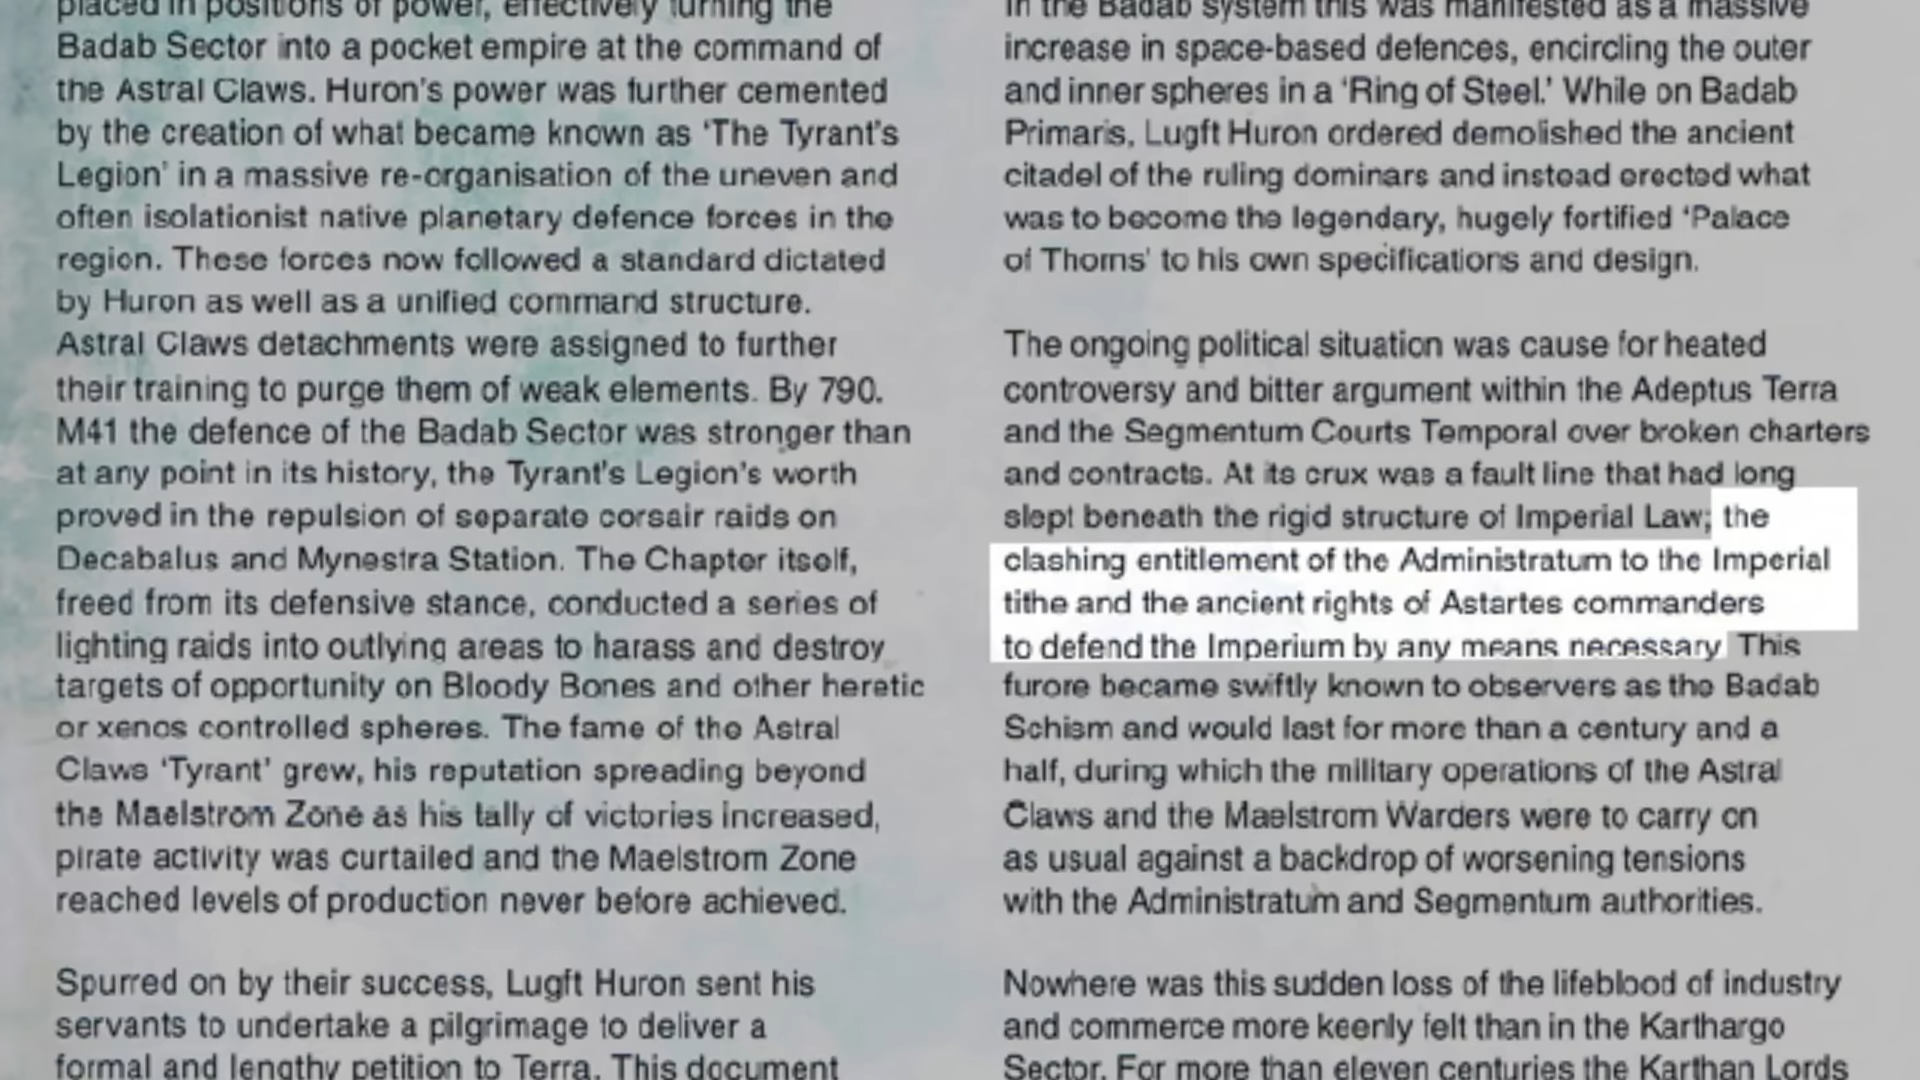 placed in positions of power, effectively turning the
Badab Sector into a pocket empire at the command of
the Astral Claws. Huron's power was further cemented
by the creation of what became known as 'The Tyrant's
Legion' in a massive re-organisation of the uneven and
often isolationist native planetary defence forces in the
region. These forces now followed a standard dictated
by Huron as well as a unified command structure.
Astral Claws detachments were assigned to further
their training to purge them of weak elements. By 790.
M41 the defence of the Badab Sector was stronger than
at any point in its history, the Tyrant's Legion's worth
proved in the repulsion of separate corsair raids on
Decabalus and Mynestra Station. The Chapter itself,
freed from its defensive stance, conducted a series of
lighting raids into outlying areas to harass and destroy
targets of opportunity on Bloody Bones and other heretic
or xenos controlled spheres. The fame of the Astral
Claws 'Tyrant' grew, his reputation spreading beyond
the Maelstrom Zone as his tally of victories increased,
pirate activity was curtailed and the Maelstrom Zone
reached levels of production never before achieved.
Spurred on by their success, Lugft Huron sent his
servants to undertake a pilgrimage to deliver a
formal and lengthy petition to Terra. This document
In the Badab system this was manifested as a massive
increase in space-based defences, encircling the outer
and inner spheres in a 'Ring of Steel.' While on Badab
Primaris, Lugft Huron ordered demolished the ancient
citadel of the ruling dominars and instead erected what
was to become the legendary, hugely fortified 'Palace
of Thorns' to his own specifications and design.
The ongoing political situation was cause for heated
controversy and bitter argument within the Adeptus Terra
and the Segmentum Courts Temporal over broken charters
and contracts. At its crux was a fault line that had long
slept beneath the rigid structure of Imperial Law; the
clashing entitlement of the Administratum to the Imperial
tithe and the ancient rights of Astartes commanders
to defend the Imperium by any means necessary. This
furore became swiftly known to observers as the Badab
Schism and would last for more than a century and a
half, during which the military operations of the Astral
Claws and the Maelstrom Warders were to carry on
as usual against a backdrop of worsening tensions
with the Administratum and Segmentum authorities.
Nowhere was this sudden loss of the lifeblood of industry
and commerce more keenly felt than in the Karthargo
Sector. For more than eleven centuries the Karthan Lords